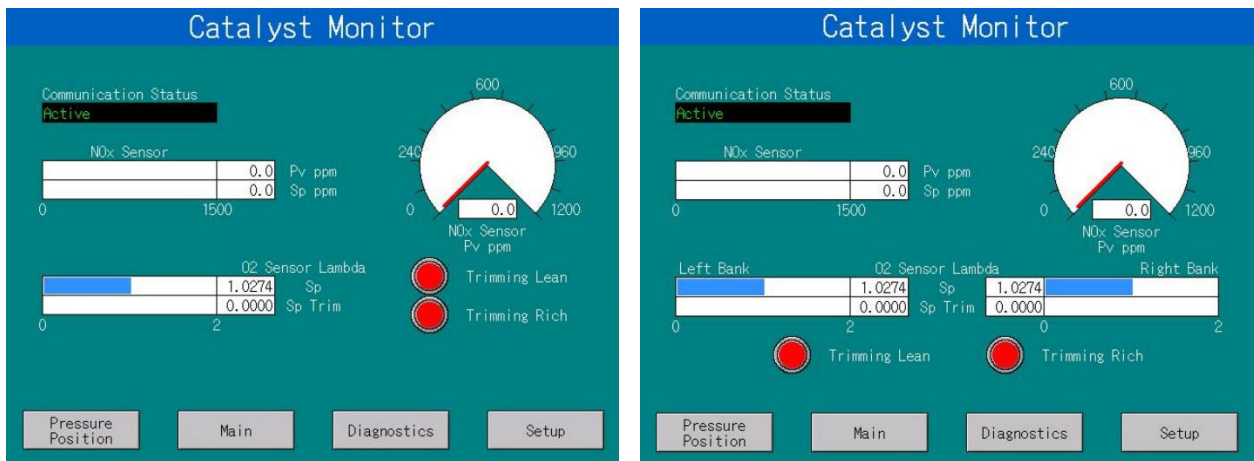 Catalyst Monitor
Communication Status
Active
600
240
960
0
1200
0.0
NOx Sensor
Pv ppm
NOx Sensor
0.0 Pv ppm
0.0 Sp ppm
0 1500
O2 Sensor Lambda
1.0274 Sp
0.0000 Sp Trim
0 2
Trimming Lean
Trimming Rich
Pressure Position
Main
Diagnostics
Setup
Catalyst Monitor
Communication Status
Active
600
240
960
0
1200
0.0
NOx Sensor
Pv ppm
NOx Sensor
0.0 Pv ppm
0.0 Sp ppm
0 1500
Left Bank O2 Sensor Lambda Right Bank
1.0274 Sp 1.0274
0.0000 Sp Trim 0.0000
0 2 0 2
Trimming Lean
Trimming Rich
Pressure Position
Main
Diagnostics
Setup